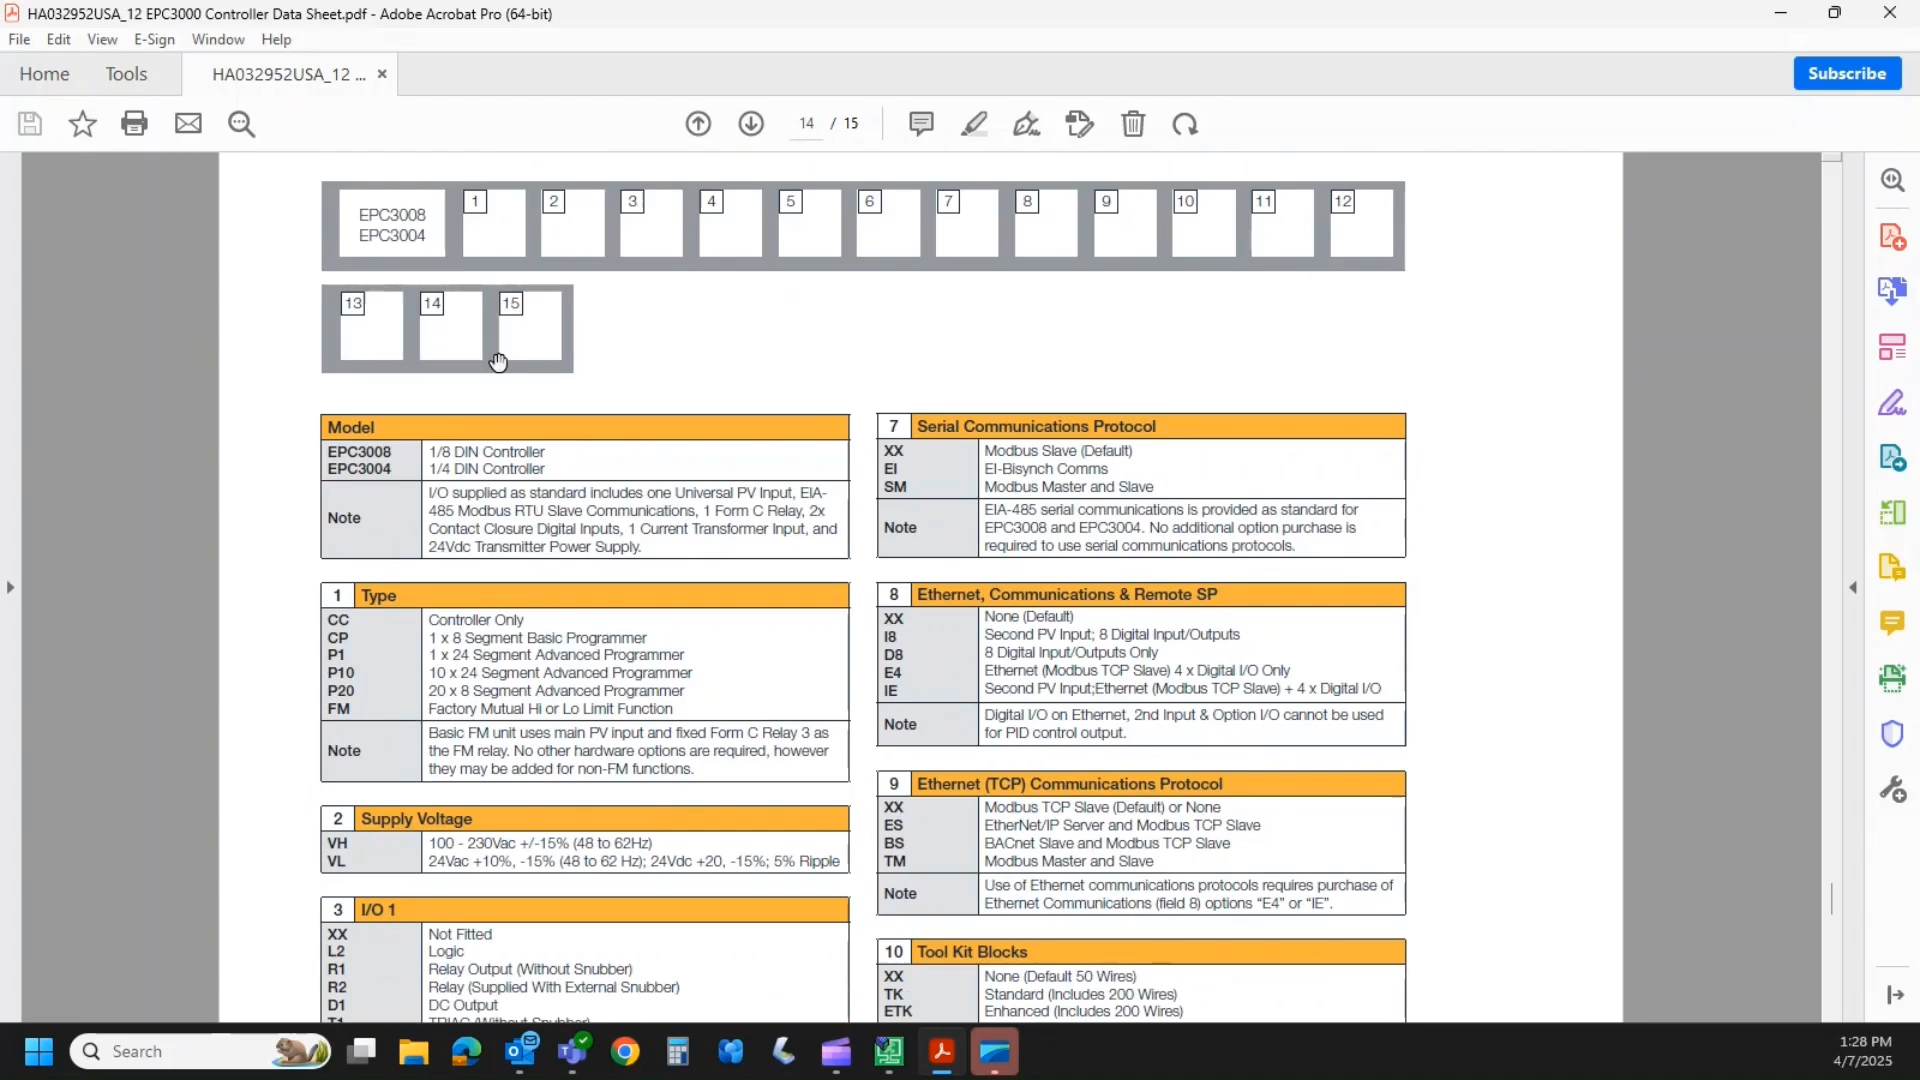 HA032952USA_12 EPC3000 Controller Data Sheet.pdf - Adobe Acrobat Pro (64-bit)
File Edit View E-Sign Window Help
Home Tools HA032952USA_12 ... × Subscribe
14 / 15
EPC3008
EPC3004
1 2 3 4 5 6 7 8 9 10 11 12
13 14 15
Model
EPC3008 1/8 DIN Controller
EPC3004 1/4 DIN Controller
Note I/O supplied as standard includes one Universal PV Input, EIA-
485 Modbus RTU Slave Communications, 1 Form C Relay, 2x
Contact Closure Digital Inputs, 1 Current Transformer Input, and
24Vdc Transmitter Power Supply.
1 Type
CC Controller Only
CP 1 x 8 Segment Basic Programmer
P1 1 x 24 Segment Advanced Programmer
P10 10 x 24 Segment Advanced Programmer
P20 20 x 8 Segment Advanced Programmer
FM Factory Mutual Hi or Lo Limit Function
Note Basic FM unit uses main PV input and fixed Form C Relay 3 as
the FM relay. No other hardware options are required, however
they may be added for non-FM functions.
2 Supply Voltage
VH 100 - 230Vac +/-15% (48 to 62Hz)
VL 24Vac +10%, -15% (48 to 62 Hz); 24Vdc +20, -15%; 5% Ripple
3 I/O 1
XX Not Fitted
L2 Logic
R1 Relay Output (Without Snubber)
R2 Relay (Supplied With External Snubber)
D1 DC Output
T1 TRIAC (Without Snubber)
7 Serial Communications Protocol
XX Modbus Slave (Default)
EI EI-Bisynch Comms
SM Modbus Master and Slave
Note EIA-485 serial communications is provided as standard for
EPC3008 and EPC3004. No additional option purchase is
required to use serial communications protocols.
8 Ethernet, Communications & Remote SP
XX None (Default)
I8 Second PV Input; 8 Digital Input/Outputs
D8 8 Digital Input/Outputs Only
E4 Ethernet (Modbus TCP Slave) 4 x Digital I/O Only
IE Second PV Input;Ethernet (Modbus TCP Slave) + 4 x Digital I/O
Note Digital I/O on Ethernet, 2nd Input & Option I/O cannot be used
for PID control output.
9 Ethernet (TCP) Communications Protocol
XX Modbus TCP Slave (Default) or None
ES EtherNet/IP Server and Modbus TCP Slave
BS BACnet Slave and Modbus TCP Slave
TM Modbus Master and Slave
Note Use of Ethernet communications protocols requires purchase of
Ethernet Communications (field 8) options “E4” or “IE”.
10 Tool Kit Blocks
XX None (Default 50 Wires)
TK Standard (Includes 200 Wires)
ETK Enhanced (Includes 200 Wires)
Search
1:28 PM
4/7/2025